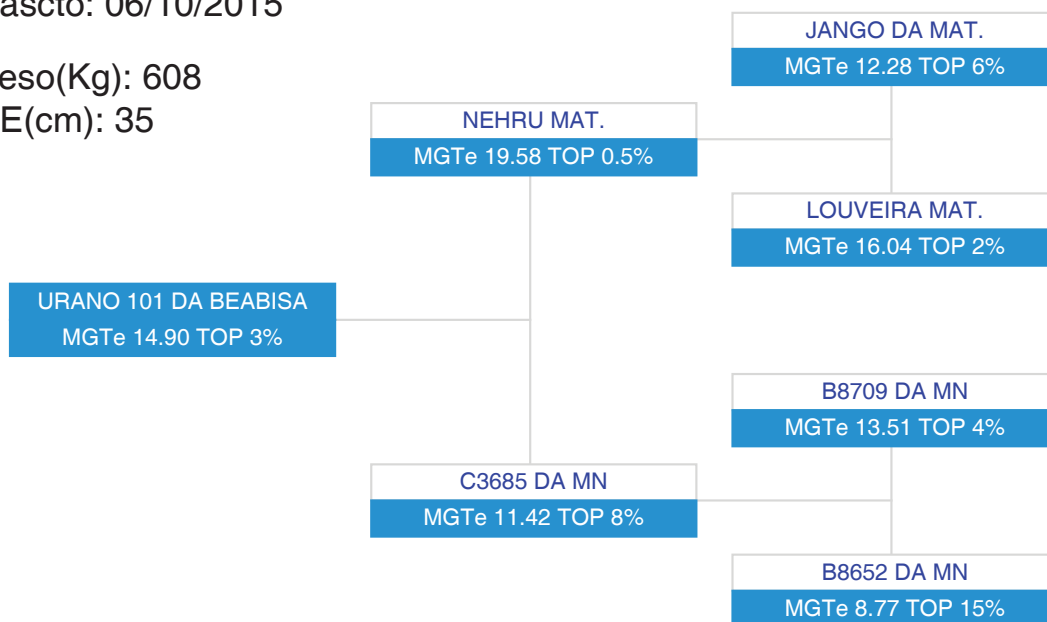 ascto: 06/10/2015
eso(Kg): 608
E(cm): 35
JANGO DA MAT.
MGTe 12.28 TOP 6%
NEHRU MAT.
MGTe 19.58 TOP 0.5%
LOUVEIRA MAT.
MGTe 16.04 TOP 2%
URANO 101 DA BEABISA
MGTe 14.90 TOP 3%
B8709 DA MN
MGTe 13.51 TOP 4%
C3685 DA MN
MGTe 11.42 TOP 8%
B8652 DA MN
MGTe 8.77 TOP 15%